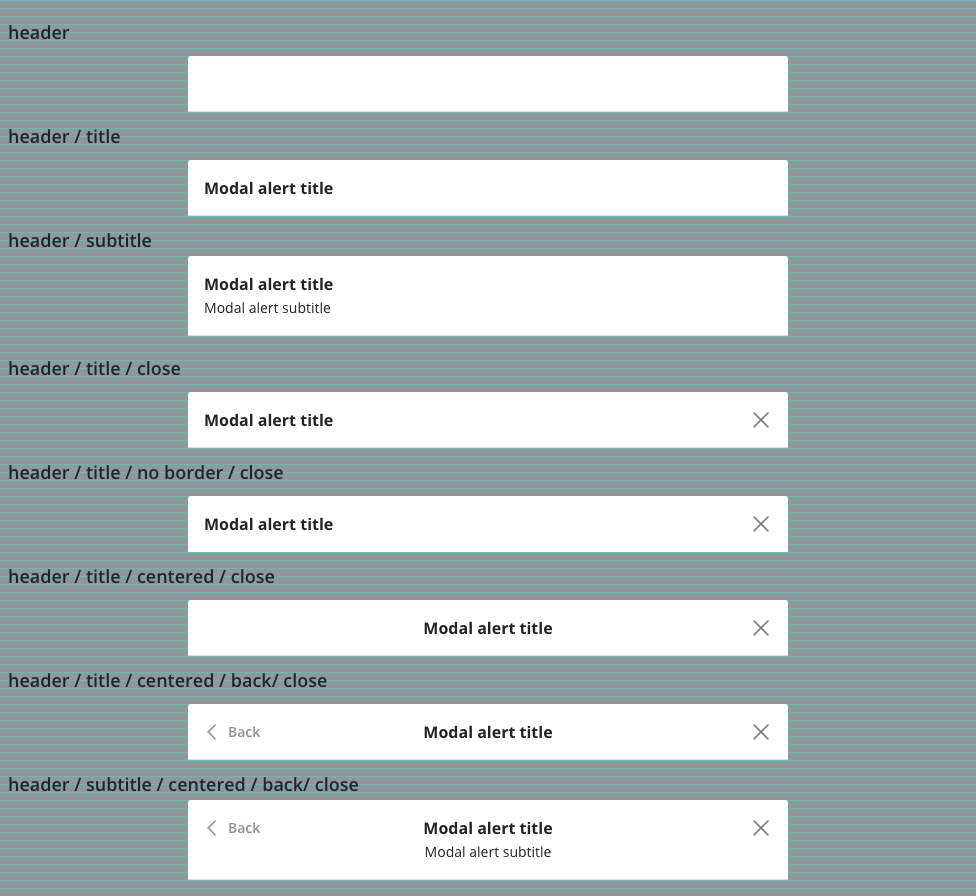 header
header / title
Modal alert title
header / subtitle
Modal alert title
Modal alert subtitle
header / title / close
Modal alert title
header / title / no border / close
Modal alert title
header / title / centered / close
Modal alert title
header / title / centered / back/ close
Back Modal alert title
header / subtitle / centered / back/ close
Back Modal alert title
Modal alert subtitle